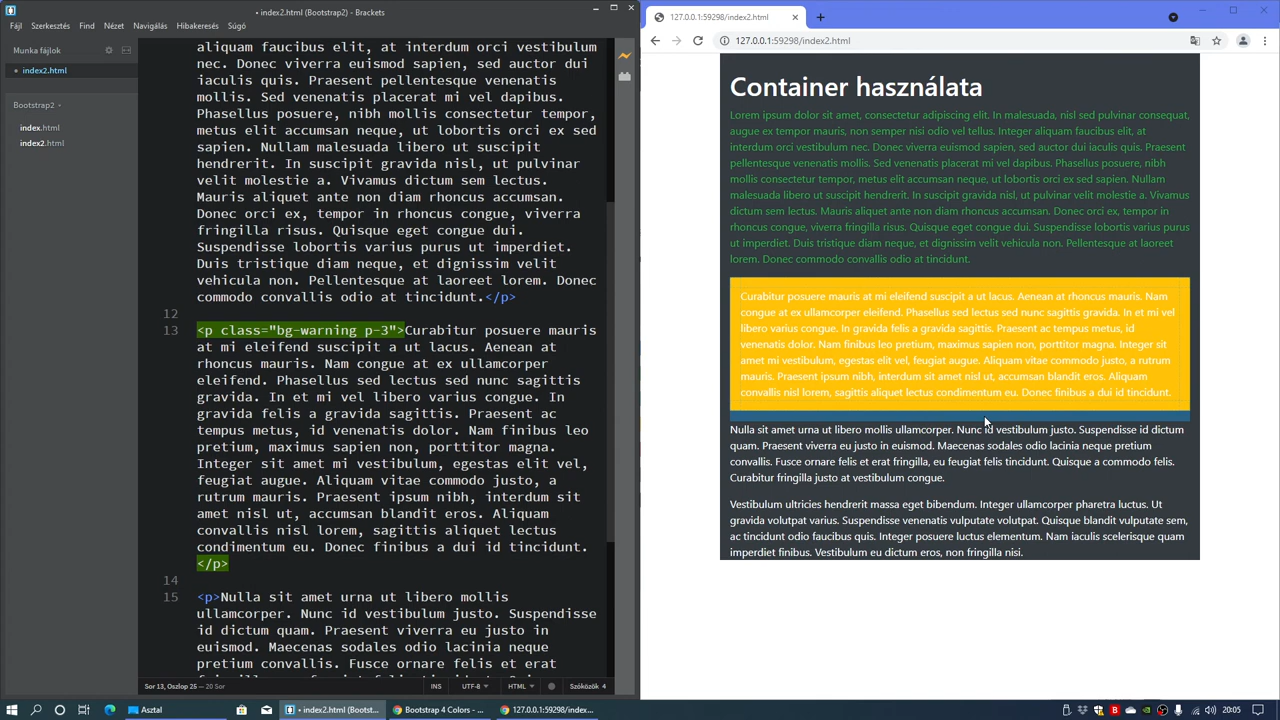 • index2.html (Bootstrap2) - Brackets
Fájl Szerkesztés Find Nézet Navigálás Hibakeresés Súgó
Munka fájlok
• index2.html
Bootstrap2
index.html
index2.html
aliquam faucibus elit, at interdum orci vestibulum
nec. Donec viverra euismod sapien, sed auctor dui
iaculis quis. Praesent pellentesque venenatis
mollis. Sed venenatis placerat mi vel dapibus.
Phasellus posuere, nibh mollis consectetur tempor,
metus elit accumsan neque, ut lobortis orci ex sed
sapien. Nullam malesuada libero ut suscipit
hendrerit. In suscipit gravida nisl, ut pulvinar
velit molestie a. Vivamus dictum sem lectus.
Mauris aliquet ante non diam rhoncus accumsan.
Donec orci ex, tempor in rhoncus congue, viverra
fringilla risus. Quisque eget congue dui.
Suspendisse lobortis varius purus ut imperdiet.
Duis tristique diam neque, et dignissim velit
vehicula non. Pellentesque at laoreet lorem. Donec
commodo convallis odio at tincidunt.</p>
12
13 <p class="bg-warning p-3">Curabitur posuere mauris
at mi eleifend suscipit a ut lacus. Aenean at
rhoncus mauris. Nam congue at ex ullamcorper
eleifend. Phasellus sed lectus sed nunc sagittis
gravida. In et mi vel libero varius congue. In
gravida felis a gravida sagittis. Praesent ac
tempus metus, id venenatis dolor. Nam finibus leo
pretium, maximus sapien non, porttitor magna.
Integer sit amet mi vestibulum, egestas elit vel,
feugiat augue. Aliquam vitae commodo justo, a
rutrum mauris. Praesent ipsum nibh, interdum sit
amet nisl ut, accumsan blandit eros. Aliquam
convallis nisl lorem, sagittis aliquet lectus
condimentum eu. Donec finibus a dui id tincidunt.
</p>
14
15 <p>Nulla sit amet urna ut libero mollis
ullamcorper. Nunc id vestibulum justo. Suspendisse
id dictum quam. Praesent viverra eu justo in
euismod. Maecenas sodales odio lacinia neque
pretium convallis. Fusce ornare felis et erat
Sor 13, Oszlop 25 — 20 Sor INS UTF-8 HTML Szóközök 4
127.0.0.1:59298/index2.html
127.0.0.1:59298/index2.html
Container használata
Lorem ipsum dolor sit amet, consectetur adipiscing elit. In malesuada, nisl sed pulvinar consequat,
augue ex tempor mauris, non semper nisi odio vel tellus. Integer aliquam faucibus elit, at
interdum orci vestibulum nec. Donec viverra euismod sapien, sed auctor dui iaculis quis. Praesent
pellentesque venenatis mollis. Sed venenatis placerat mi vel dapibus. Phasellus posuere, nibh
mollis consectetur tempor, metus elit accumsan neque, ut lobortis orci ex sed sapien. Nullam
malesuada libero ut suscipit hendrerit. In suscipit gravida nisl, ut pulvinar velit molestie a. Vivamus
dictum sem lectus. Mauris aliquet ante non diam rhoncus accumsan. Donec orci ex, tempor in
rhoncus congue, viverra fringilla risus. Quisque eget congue dui. Suspendisse lobortis varius purus
ut imperdiet. Duis tristique diam neque, et dignissim velit vehicula non. Pellentesque at laoreet
lorem. Donec commodo convallis odio at tincidunt.
Curabitur posuere mauris at mi eleifend suscipit a ut lacus. Aenean at rhoncus mauris. Nam
congue at ex ullamcorper eleifend. Phasellus sed lectus sed nunc sagittis gravida. In et mi vel
libero varius congue. In gravida felis a gravida sagittis. Praesent ac tempus metus, id
venenatis dolor. Nam finibus leo pretium, maximus sapien non, porttitor magna. Integer sit
amet mi vestibulum, egestas elit vel, feugiat augue. Aliquam vitae commodo justo, a rutrum
mauris. Praesent ipsum nibh, interdum sit amet nisl ut, accumsan blandit eros. Aliquam
convallis nisl lorem, sagittis aliquet lectus condimentum eu. Donec finibus a dui id tincidunt.
Nulla sit amet urna ut libero mollis ullamcorper. Nunc id vestibulum justo. Suspendisse id dictum
quam. Praesent viverra eu justo in euismod. Maecenas sodales odio lacinia neque pretium
convallis. Fusce ornare felis et erat fringilla, eu feugiat felis tincidunt. Quisque a commodo felis.
Curabitur fringilla justo at vestibulum congue.
Vestibulum ultricies hendrerit massa eget bibendum. Integer ullamcorper pharetra luctus. Ut
gravida volutpat varius. Suspendisse venenatis vulputate volutpat. Quisque blandit vulputate sem,
ac tincidunt odio faucibus quis. Integer posuere luctus elementum. Nam iaculis scelerisque quam
imperdiet finibus. Vestibulum eu dictum eros, non fringilla nisi.
Asztal • index2.html (Bootst... Bootstrap 4 Colors - ... 127.0.0.1:59298/inde... 20:05